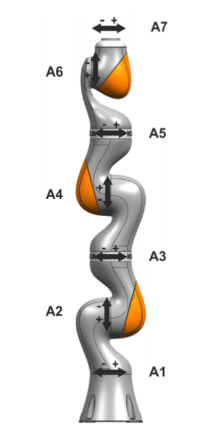 A7
- +
A6
+
-
- +
A5
A4
+
-
- +
A3
A2
-
+
- +
A1